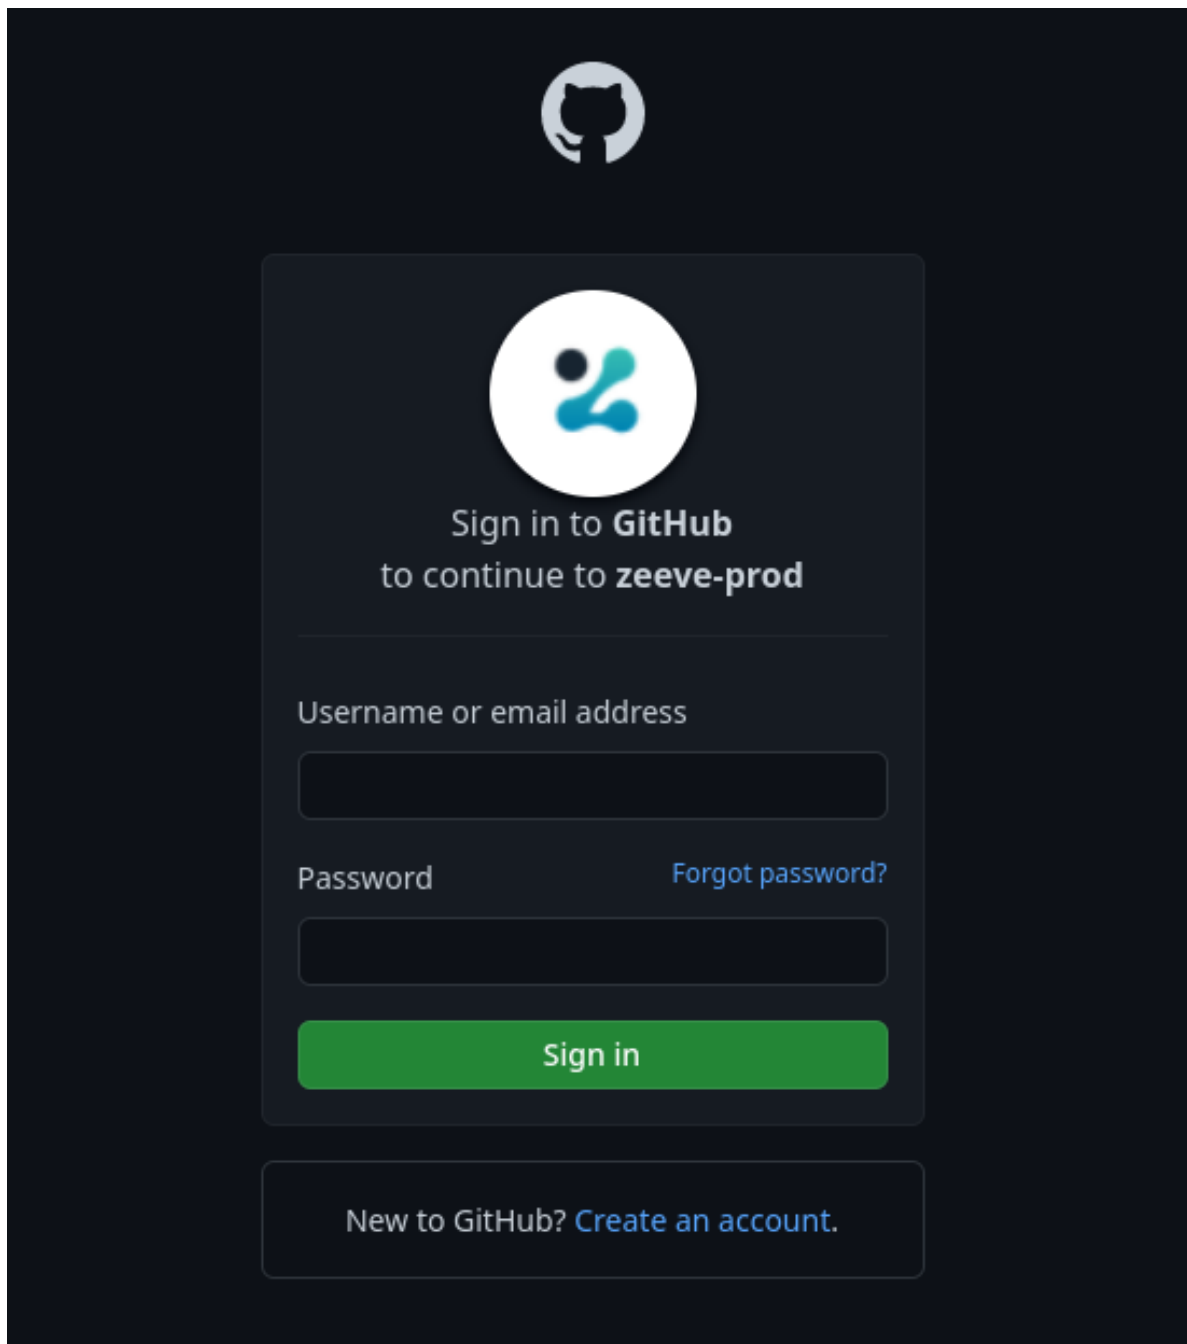 Sign in to GitHub
to continue to zeeve-prod
Username or email address
Password
Forgot password?
Sign in
New to GitHub? Create an account.